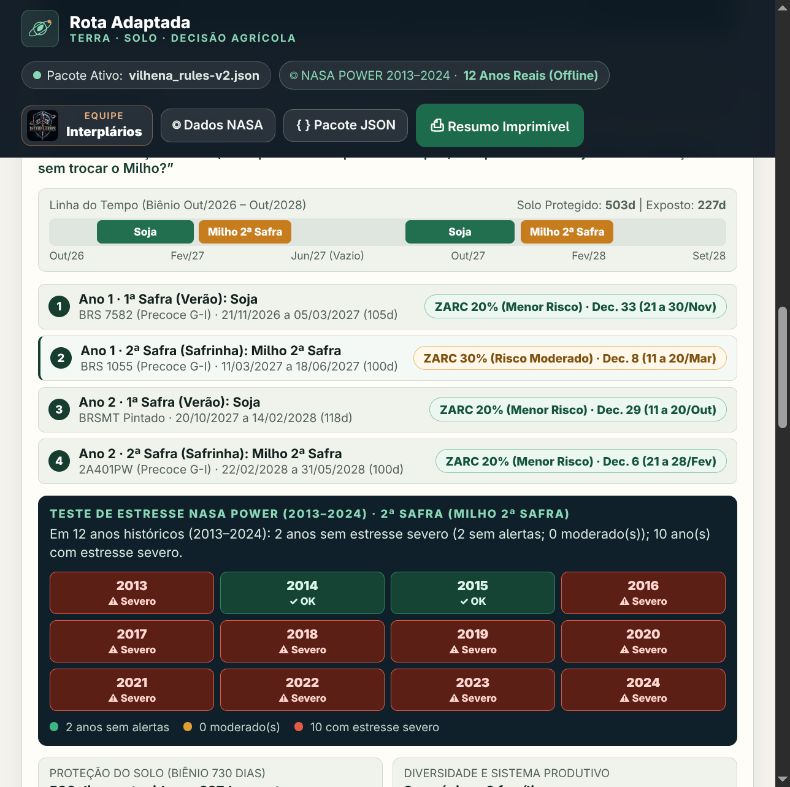 Rota Adaptada
TERRA · SOLO · DECISÃO AGRÍCOLA
Pacote Ativo: vilhena_rules-v2.json
NASA POWER 2013–2024 · 12 Anos Reais (Offline)
EQUIPE
Interplários
Dados NASA
{ } Pacote JSON
Resumo Imprimível
sem trocar o Milho?”
Linha do Tempo (Biênio Out/2026 – Out/2028)
Solo Protegido: 503d | Exposto: 227d
Soja
Milho 2ª Safra
Soja
Milho 2ª Safra
Out/26
Fev/27
Jun/27 (Vazio)
Out/27
Fev/28
Set/28
1
Ano 1 · 1ª Safra (Verão): Soja
BRS 7582 (Precoce G-I) · 21/11/2026 a 05/03/2027 (105d)
ZARC 20% (Menor Risco) · Dec. 33 (21 a 30/Nov)
2
Ano 1 · 2ª Safra (Safrinha): Milho 2ª Safra
BRS 1055 (Precoce G-I) · 11/03/2027 a 18/06/2027 (100d)
ZARC 30% (Risco Moderado) · Dec. 8 (11 a 20/Mar)
3
Ano 2 · 1ª Safra (Verão): Soja
BRSMT Pintado · 20/10/2027 a 14/02/2028 (118d)
ZARC 20% (Menor Risco) · Dec. 29 (11 a 20/Out)
4
Ano 2 · 2ª Safra (Safrinha): Milho 2ª Safra
2A401PW (Precoce G-I) · 22/02/2028 a 31/05/2028 (100d)
ZARC 20% (Menor Risco) · Dec. 6 (21 a 28/Fev)
TESTE DE ESTRESSE NASA POWER (2013–2024) · 2ª SAFRA (MILHO 2ª SAFRA)
Em 12 anos históricos (2013–2024): 2 anos sem estresse severo (2 sem alertas; 0 moderado(s)); 10 ano(s)
com estresse severo.
2013
⚠ Severo
2014
✓ OK
2015
✓ OK
2016
⚠ Severo
2017
⚠ Severo
2018
⚠ Severo
2019
⚠ Severo
2020
⚠ Severo
2021
⚠ Severo
2022
⚠ Severo
2023
⚠ Severo
2024
⚠ Severo
2 anos sem alertas
0 moderado(s)
10 com estresse severo
PROTEÇÃO DO SOLO (BIÊNIO 730 DIAS)
DIVERSIDADE E SISTEMA PRODUTIVO